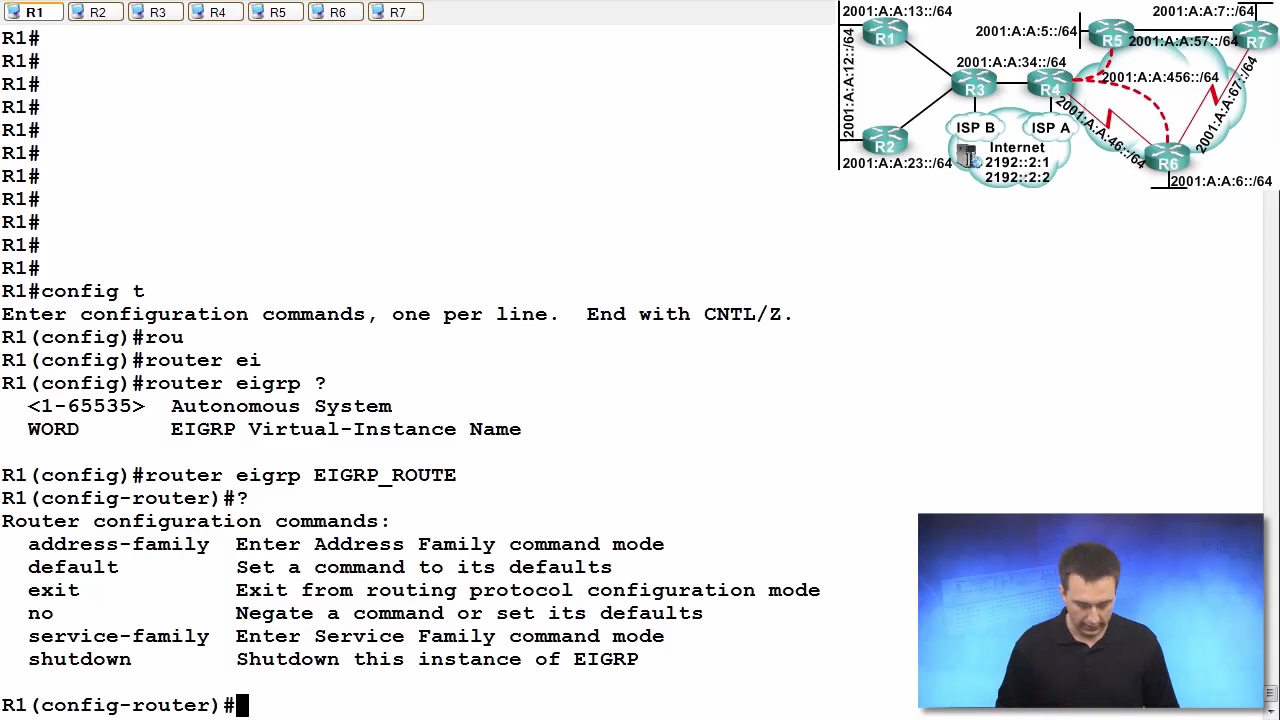 R1
R2
R3
R4
R5
R6
R7
R1#
R1#
R1#
R1#
R1#
R1#
R1#
R1#
R1#
R1#
R1#
R1#config t
Enter configuration commands, one per line.  End with CNTL/Z.
R1(config)#rou
R1(config)#router ei
R1(config)#router eigrp ?
<1-65535>  Autonomous System
WORD       EIGRP Virtual-Instance Name
R1(config)#router eigrp EIGRP_ROUTE
R1(config-router)#?
Router configuration commands:
address-family  Enter Address Family command mode
default         Set a command to its defaults
exit            Exit from routing protocol configuration mode
no              Negate a command or set its defaults
service-family  Enter Service Family command mode
shutdown        Shutdown this instance of EIGRP
R1(config-router)#
2001:A:A:13::/64
2001:A:A:7::/64
R1
2001:A:A:5::/64
R5
2001:A:A:57::/64
R7
2001:A:A:12::/64
2001:A:A:34::/64
R3
R4
2001:A:A:456::/64
2001:A:A:67::/64
2001:A:A:46::/64
ISP B
ISP A
R2
Internet
2192::2:1
2192::2:2
R6
2001:A:A:23::/64
2001:A:A:6::/64